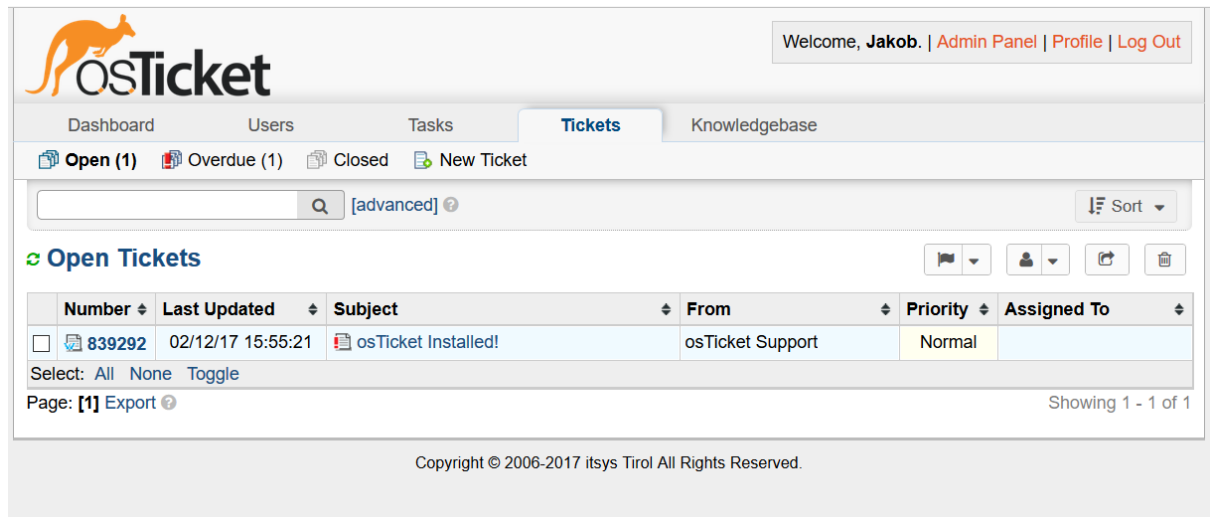 Welcome, Jakob. | Admin Panel | Profile | Log Out
osTicket
Dashboard Users Tasks Tickets Knowledgebase
Open (1) Overdue (1) Closed New Ticket
[advanced] ? Sort
Open Tickets
Number Last Updated Subject From Priority Assigned To
839292 02/12/17 15:55:21 osTicket Installed! osTicket Support Normal
Select: All None Toggle
Page: [1] Export ? Showing 1 - 1 of 1
Copyright © 2006-2017 itsys Tirol All Rights Reserved.